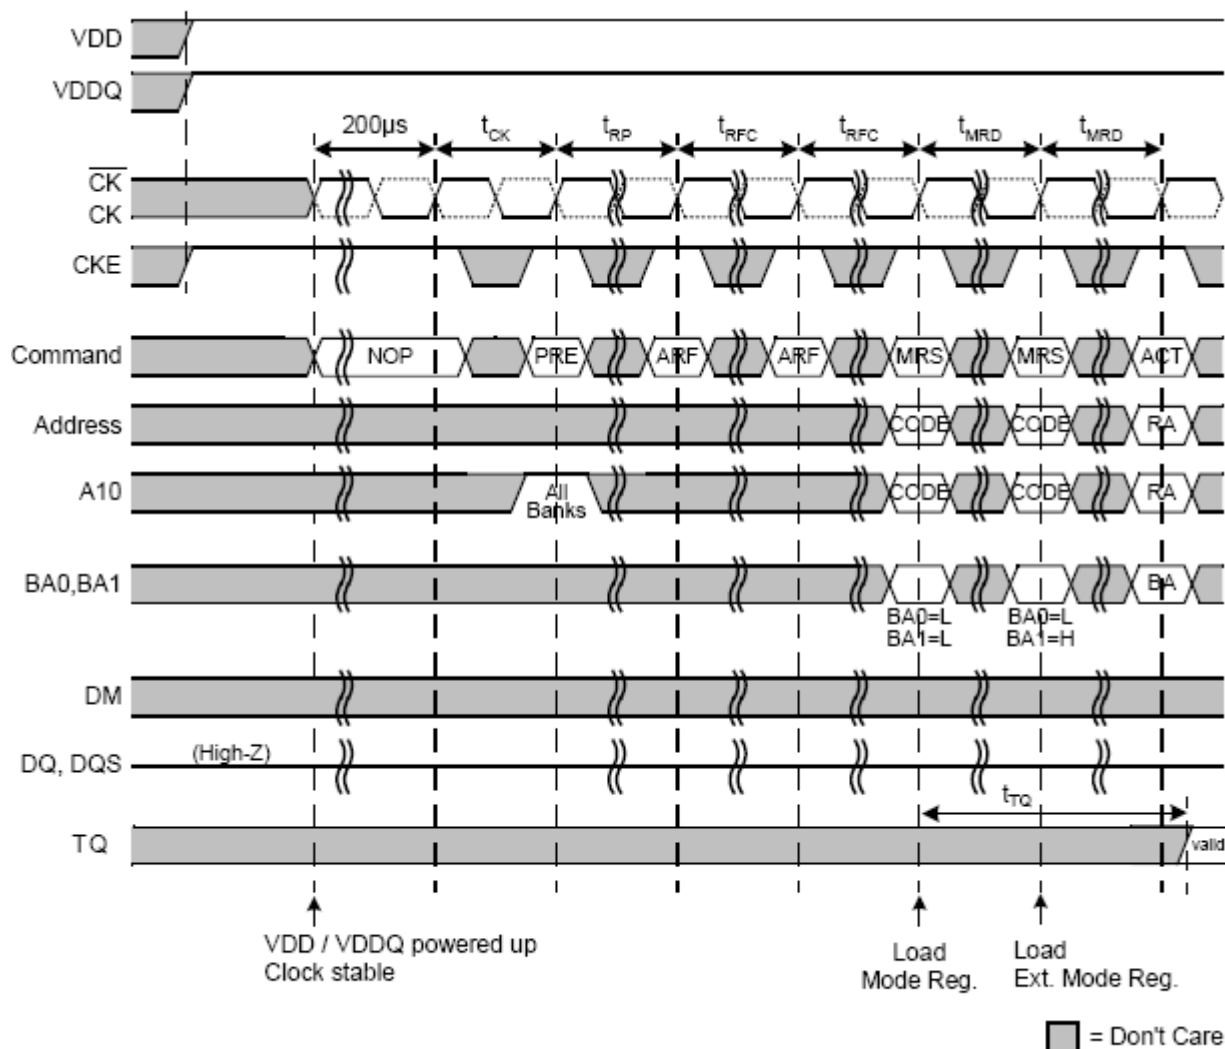 VDD
VDDQ
200µs tCK tRP tRFC tRFC tMRD tMRD
CK
CK
CKE
Command NOP PRE ARF ARF MRS MRS ACT
Address CODE CODE RA
A10 All Banks CODE CODE RA
BA0,BA1 BA
BA0=L BA0=L
BA1=L BA1=H
DM
DQ, DQS (High-Z)
tTQ
TQ valid
VDD / VDDQ powered up
Clock stable
Load
Mode Reg.
Load
Ext. Mode Reg.
= Don't Care